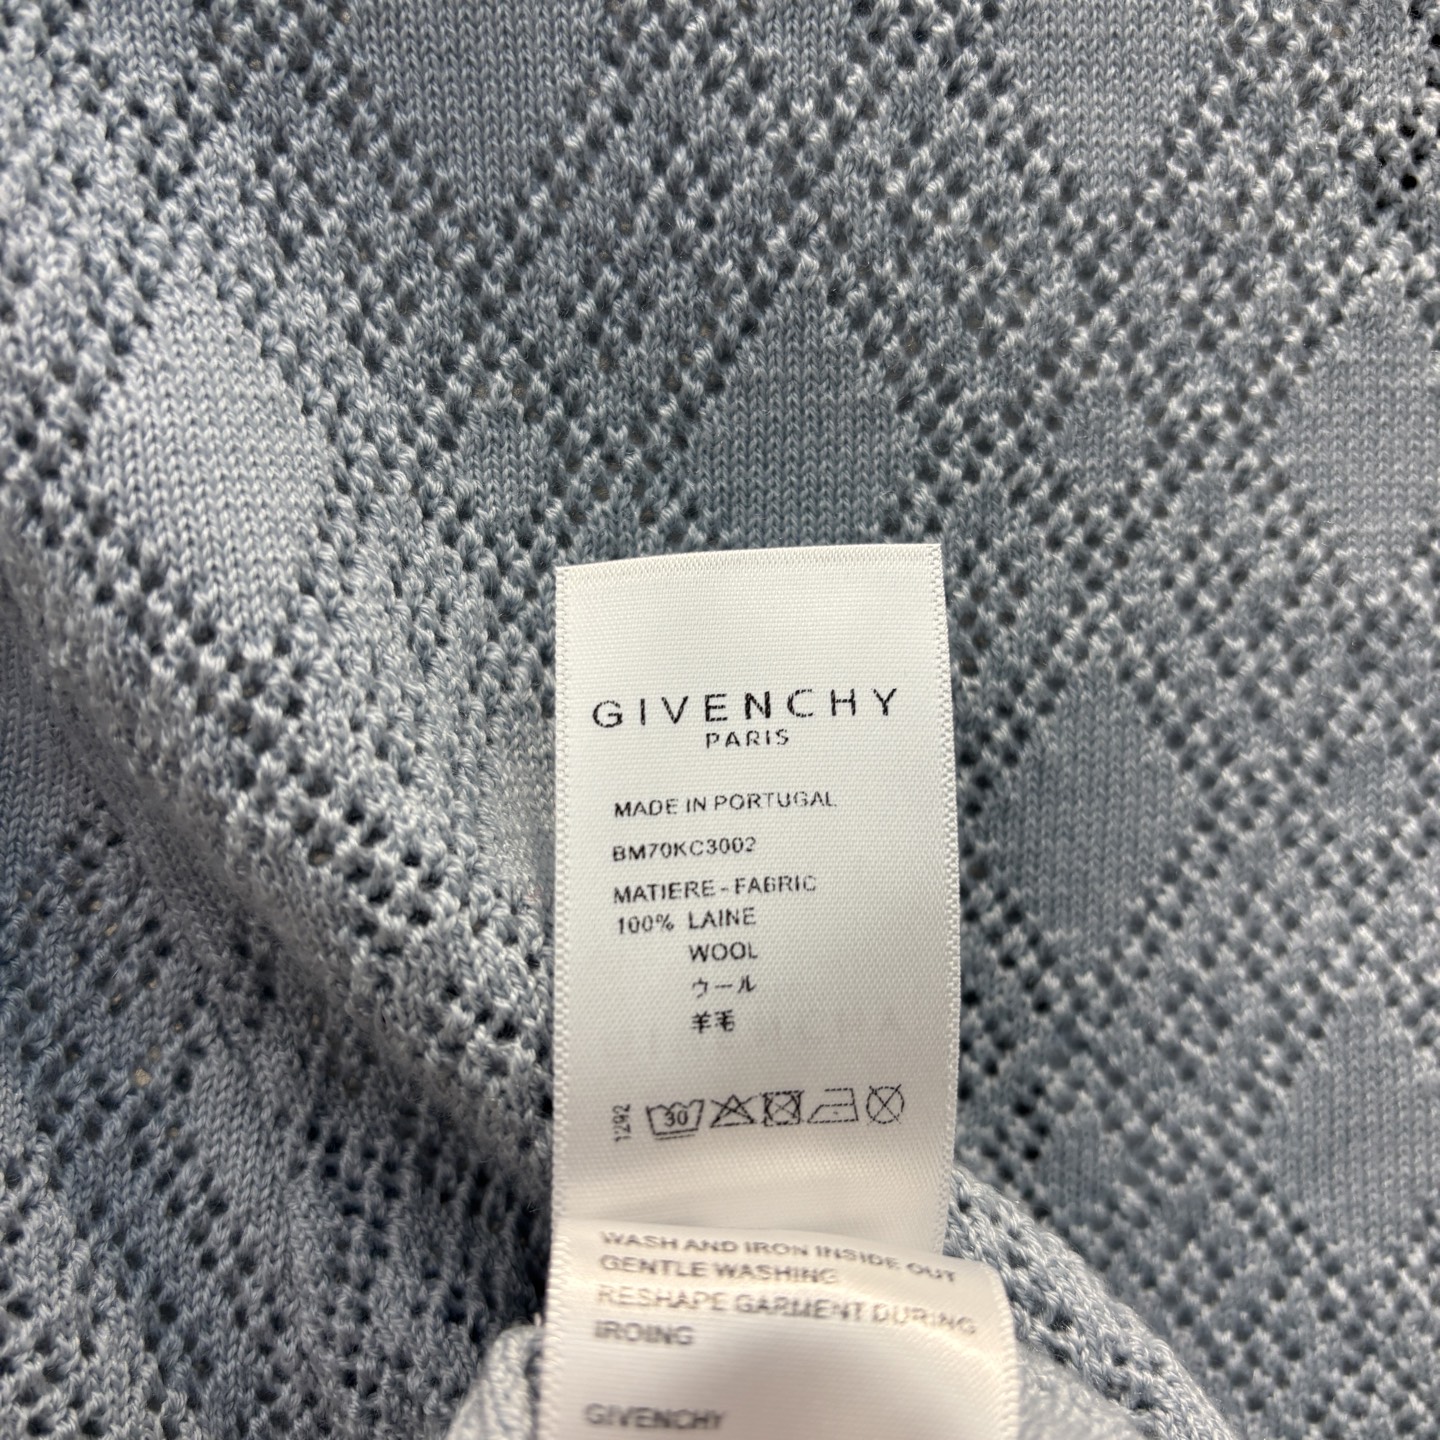 GIVENCHY
PARIS
MADE IN PORTUGAL
BM70KC3002
MATIERE - FABRIC
100% LAINE
WOOL
ウール
羊毛
1292
30
WASH AND IRON INSIDE OUT
GENTLE WASHING
RESHAPE GARMENT DURING
IROING
GIVENCHY